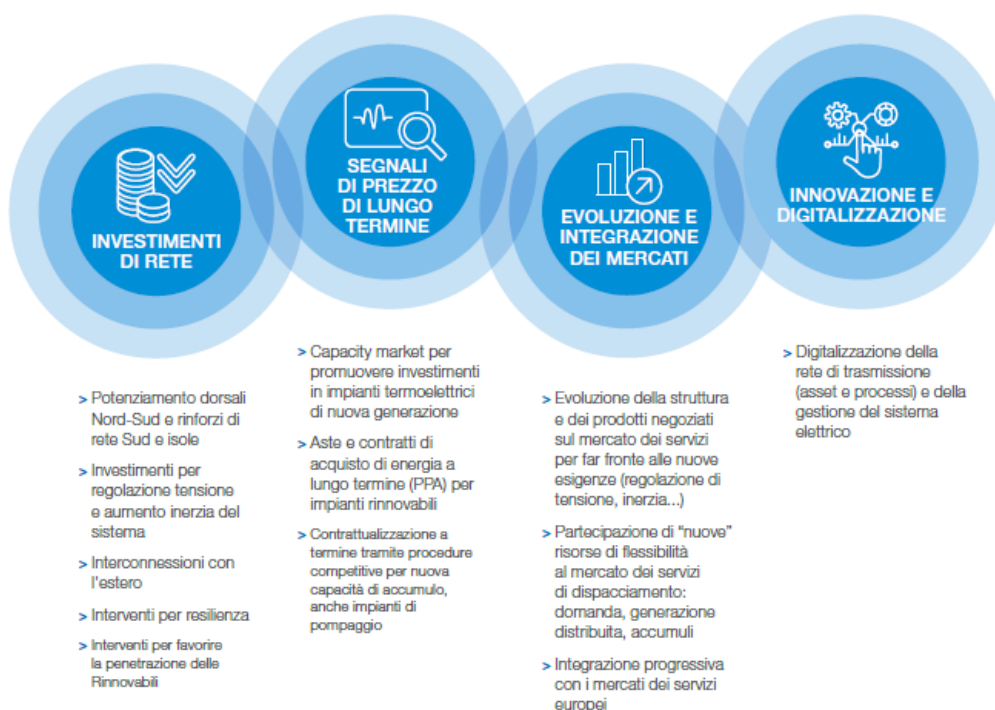 INVESTIMENTI
DI RETE
> Potenziamento dorsali
Nord-Sud e rinforzi di
rete Sud e isole
> Investimenti per
regolazione tensione
e aumento inerzia del
sistema
> Interconnessioni con
l'estero
> Interventi per resilienza
> Interventi per favorire
la penetrazione delle
Rinnovabili
SEGNALI
DI PREZZO
DI LUNGO
TERMINE
> Capacity market per
promuovere investimenti
in impianti termoelettrici
di nuova generazione
> Aste e contratti di
acquisto di energia a
lungo termine (PPA) per
impianti rinnovabili
> Contrattualizzazione a
termine tramite procedure
competitive per nuova
capacità di accumulo,
anche impianti di
pompaggio
EVOLUZIONE E
INTEGRAZIONE
DEI MERCATI
> Evoluzione della struttura
e dei prodotti negoziati
sul mercato dei servizi
per far fronte alle nuove
esigenze (regolazione di
tensione, inerzia...)
> Partecipazione di "nuove"
risorse di flessibilità
al mercato dei servizi
di dispacciamento:
domanda, generazione
distribuita, accumuli
> Integrazione progressiva
con i mercati dei servizi
europei
INNOVAZIONE E
DIGITALIZZAZIONE
> Digitalizzazione della
rete di trasmissione
(asset e processi) e della
gestione del sistema
elettrico